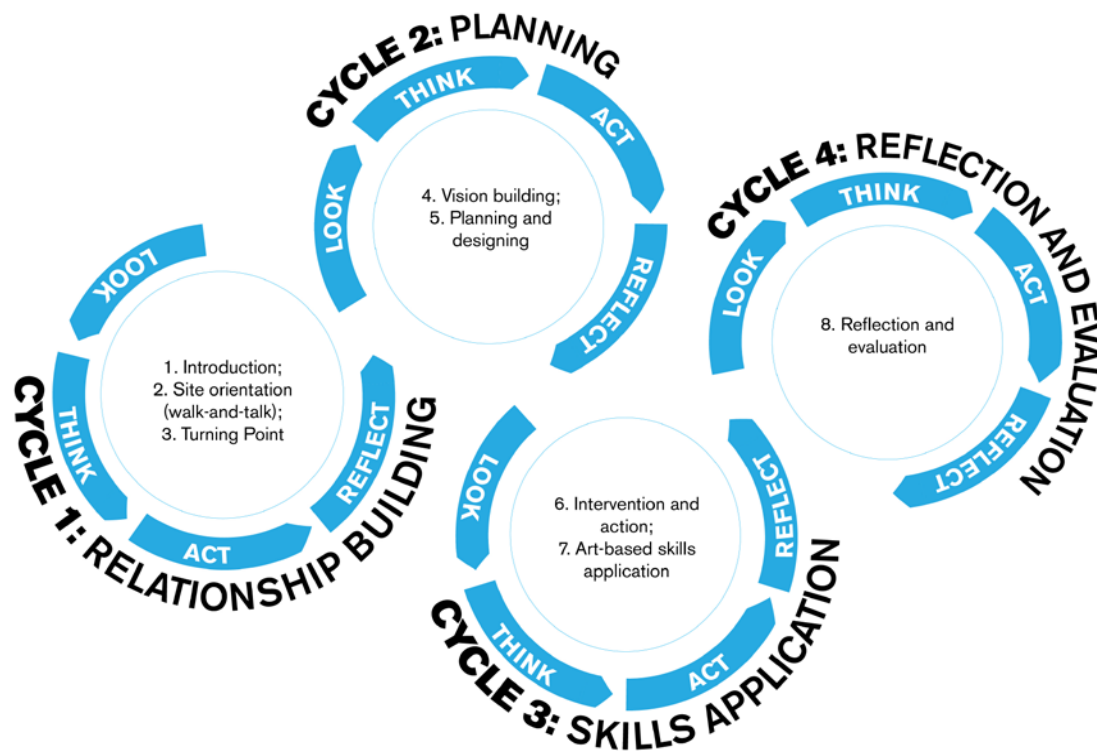 CYCLE 1: RELATIONSHIP BUILDING
LOOK
THINK
ACT
REFLECT
1. Introduction;
2. Site orientation
(walk-and-talk);
3. Turning Point
CYCLE 2: PLANNING
LOOK
THINK
ACT
REFLECT
4. Vision building;
5. Planning and
designing
CYCLE 3: SKILLS APPLICATION
LOOK
THINK
ACT
REFLECT
6. Intervention and
action;
7. Art-based skills
application
CYCLE 4: REFLECTION AND EVALUATION
LOOK
THINK
ACT
REFLECT
8. Reflection and
evaluation